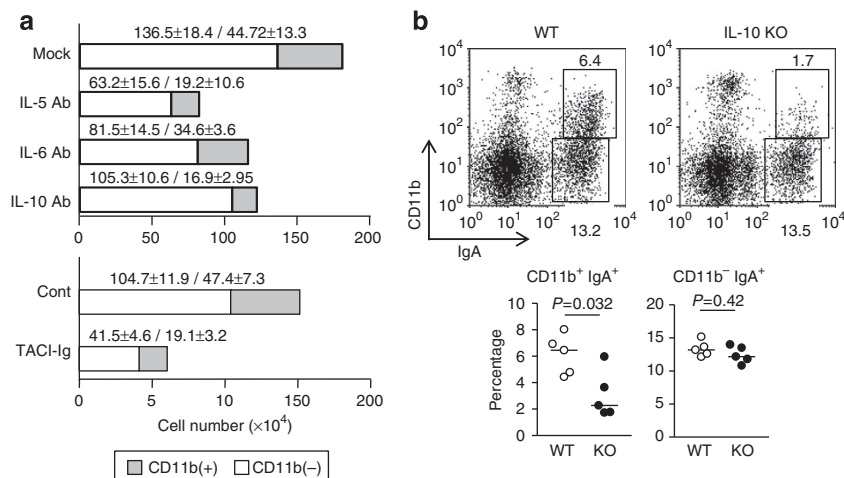 a
136.5±18.4 / 44.72±13.3
Mock
63.2±15.6 / 19.2±10.6
IL-5 Ab
81.5±14.5 / 34.6±3.6
IL-6 Ab
105.3±10.6 / 16.9±2.95
IL-10 Ab
0 50 100 150 200
104.7±11.9 / 47.4±7.3
Cont
41.5±4.6 / 19.1±3.2
TACI-Ig
0 5 10 150 200
Cell number (×10⁴)
CD11b(+) CD11b(−)
b
WT IL-10 KO
10⁴ 10³ 10² 10¹ 10⁰
6.4
10⁰ 10¹ 10² 10⁴
13.2
CD11b
IgA
10⁴ 10³ 10² 10¹ 10⁰
1.7
10⁰ 10¹ 10² 10⁴
13.5
CD11b⁺ IgA⁺
P=0.032
10
8
6
4
2
0
Percentage
WT KO
CD11b⁻ IgA⁺
P=0.42
20
15
10
5
0
WT KO